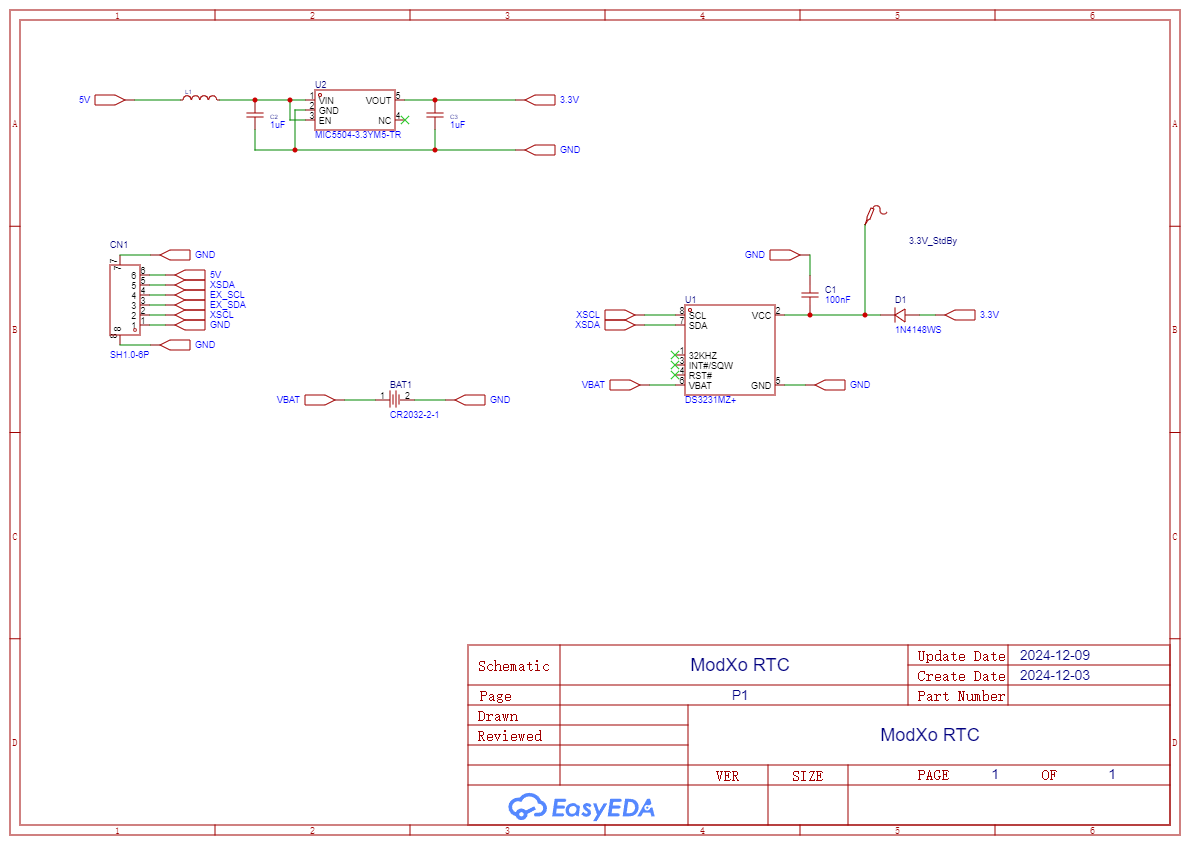 1 2 3 4 5 6
A A
B B
C C
D D
1 2 3 4 5 6
5V
L1
C2
1uF
U2
1 VIN
2 GND
3 EN
VOUT 5
NC 4
MIC5504-3.3YM5-TR
C3
1uF
3.3V
GND
CN1
7
7
GND
6 6 5V
5 5 XSDA
4 4 EX_SCL
3 3 EX_SDA
2 2 XSCL
1 1 GND
8
8
GND
SH1.0-6P
VBAT
BAT1
1 2
CR2032-2-1
GND
3.3V_StdBy
GND
C1
100nF
U1
XSCL 8 SCL
XSDA 7 SDA
1 32KHZ
3 INT#/SQW
4 RST#
VBAT 6 VBAT
VCC 2
GND 5
GND
DS3231MZ+
D1
1N4148WS
3.3V
Schematic ModXo RTC
Update Date 2024-12-09
Create Date 2024-12-03
Page P1 Part Number
Drawn
Reviewed
ModXo RTC
VER SIZE PAGE 1 OF 1
EasyEDA